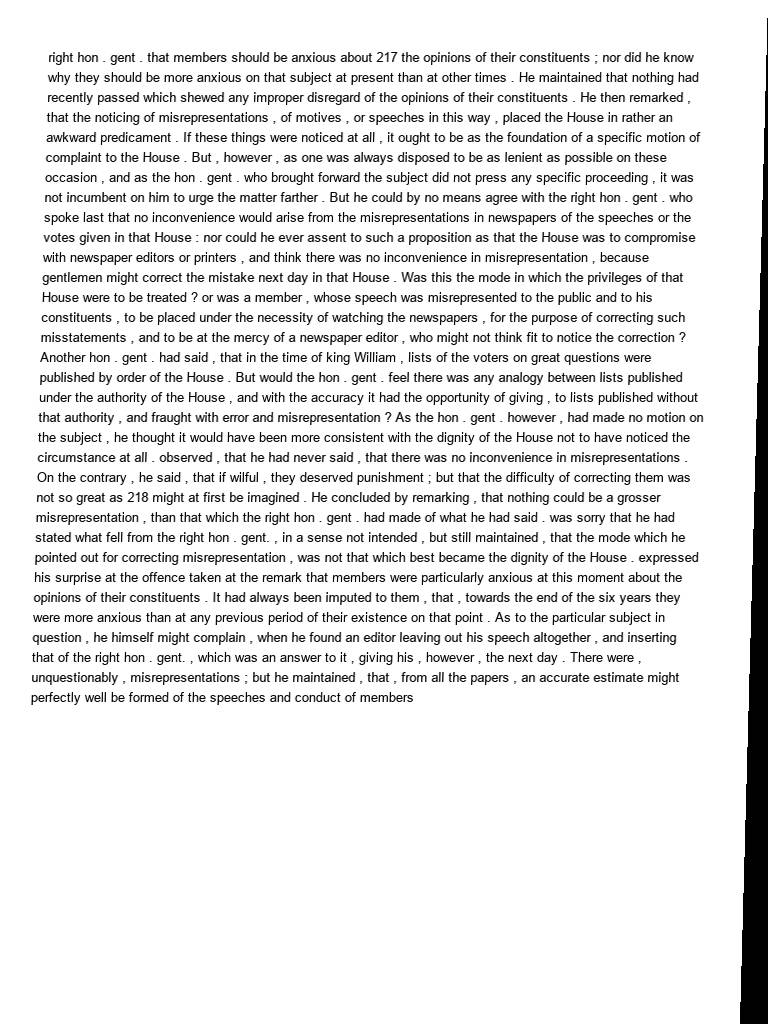 right hon . gent . that members should be anxious about 217 the opinions of their constituents ; nor did he know
why they should be more anxious on that subject at present than at other times . He maintained that nothing had
recently passed which shewed any improper disregard of the opinions of their constituents . He then remarked ,
that the noticing of misrepresentations , of motives , or speeches in this way , placed the House in rather an
awkward predicament . If these things were noticed at all , it ought to be as the foundation of a specific motion of
complaint to the House . But , however , as one was always disposed to be as lenient as possible on these
occasion , and as the hon . gent . who brought forward the subject did not press any specific proceeding , it was
not incumbent on him to urge the matter farther . But he could by no means agree with the right hon . gent . who
spoke last that no inconvenience would arise from the misrepresentations in newspapers of the speeches or the
votes given in that House : nor could he ever assent to such a proposition as that the House was to compromise
with newspaper editors or printers , and think there was no inconvenience in misrepresentation , because
gentlemen might correct the mistake next day in that House . Was this the mode in which the privileges of that
House were to be treated ? or was a member , whose speech was misrepresented to the public and to his
constituents , to be placed under the necessity of watching the newspapers , for the purpose of correcting such
misstatements , and to be at the mercy of a newspaper editor , who might not think fit to notice the correction ?
Another hon . gent . had said , that in the time of king William , lists of the voters on great questions were
published by order of the House . But would the hon . gent . feel there was any analogy between lists published
under the authority of the House , and with the accuracy it had the opportunity of giving , to lists published without
that authority , and fraught with error and misrepresentation ? As the hon . gent . however , had made no motion on
the subject , he thought it would have been more consistent with the dignity of the House not to have noticed the
circumstance at all . observed , that he had never said , that there was no inconvenience in misrepresentations .
On the contrary , he said , that if wilful , they deserved punishment ; but that the difficulty of correcting them was
not so great as 218 might at first be imagined . He concluded by remarking , that nothing could be a grosser
misrepresentation , than that which the right hon . gent . had made of what he had said . was sorry that he had
stated what fell from the right hon . gent. , in a sense not intended , but still maintained , that the mode which he
pointed out for correcting misrepresentation , was not that which best became the dignity of the House . expressed
his surprise at the offence taken at the remark that members were particularly anxious at this moment about the
opinions of their constituents . It had always been imputed to them , that , towards the end of the six years they
were more anxious than at any previous period of their existence on that point . As to the particular subject in
question , he himself might complain , when he found an editor leaving out his speech altogether , and inserting
that of the right hon . gent. , which was an answer to it , giving his , however , the next day . There were ,
unquestionably , misrepresentations ; but he maintained , that , from all the papers , an accurate estimate might
perfectly well be formed of the speeches and conduct of members